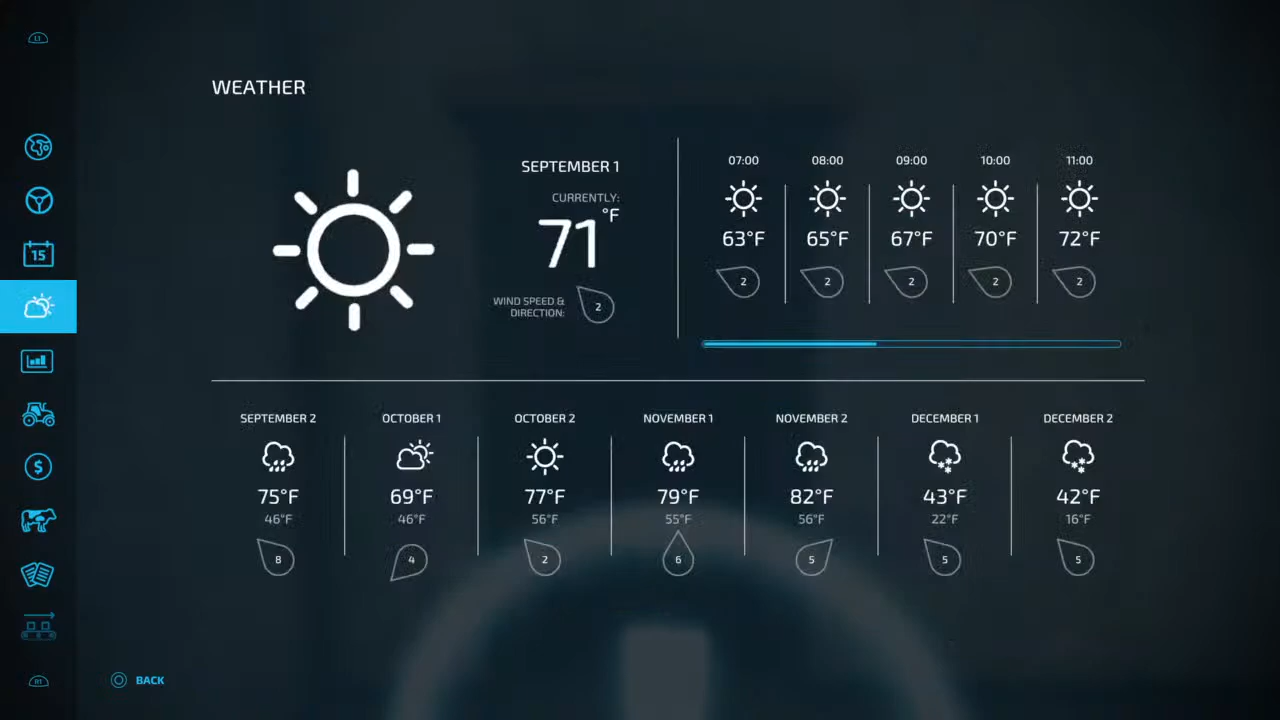 L1
WEATHER
SEPTEMBER 1
CURRENTLY:
71 °F
WIND SPEED &
DIRECTION:
2
07:00 08:00 09:00 10:00 11:00
63°F 65°F 67°F 70°F 72°F
2 2 2 2 2
15
SEPTEMBER 2 OCTOBER 1 OCTOBER 2 NOVEMBER 1 NOVEMBER 2 DECEMBER 1 DECEMBER 2
75°F 69°F 77°F 79°F 82°F 43°F 42°F
46°F 46°F 56°F 55°F 56°F 22°F 16°F
8 4 2 6 5 5 5
$
R1
BACK